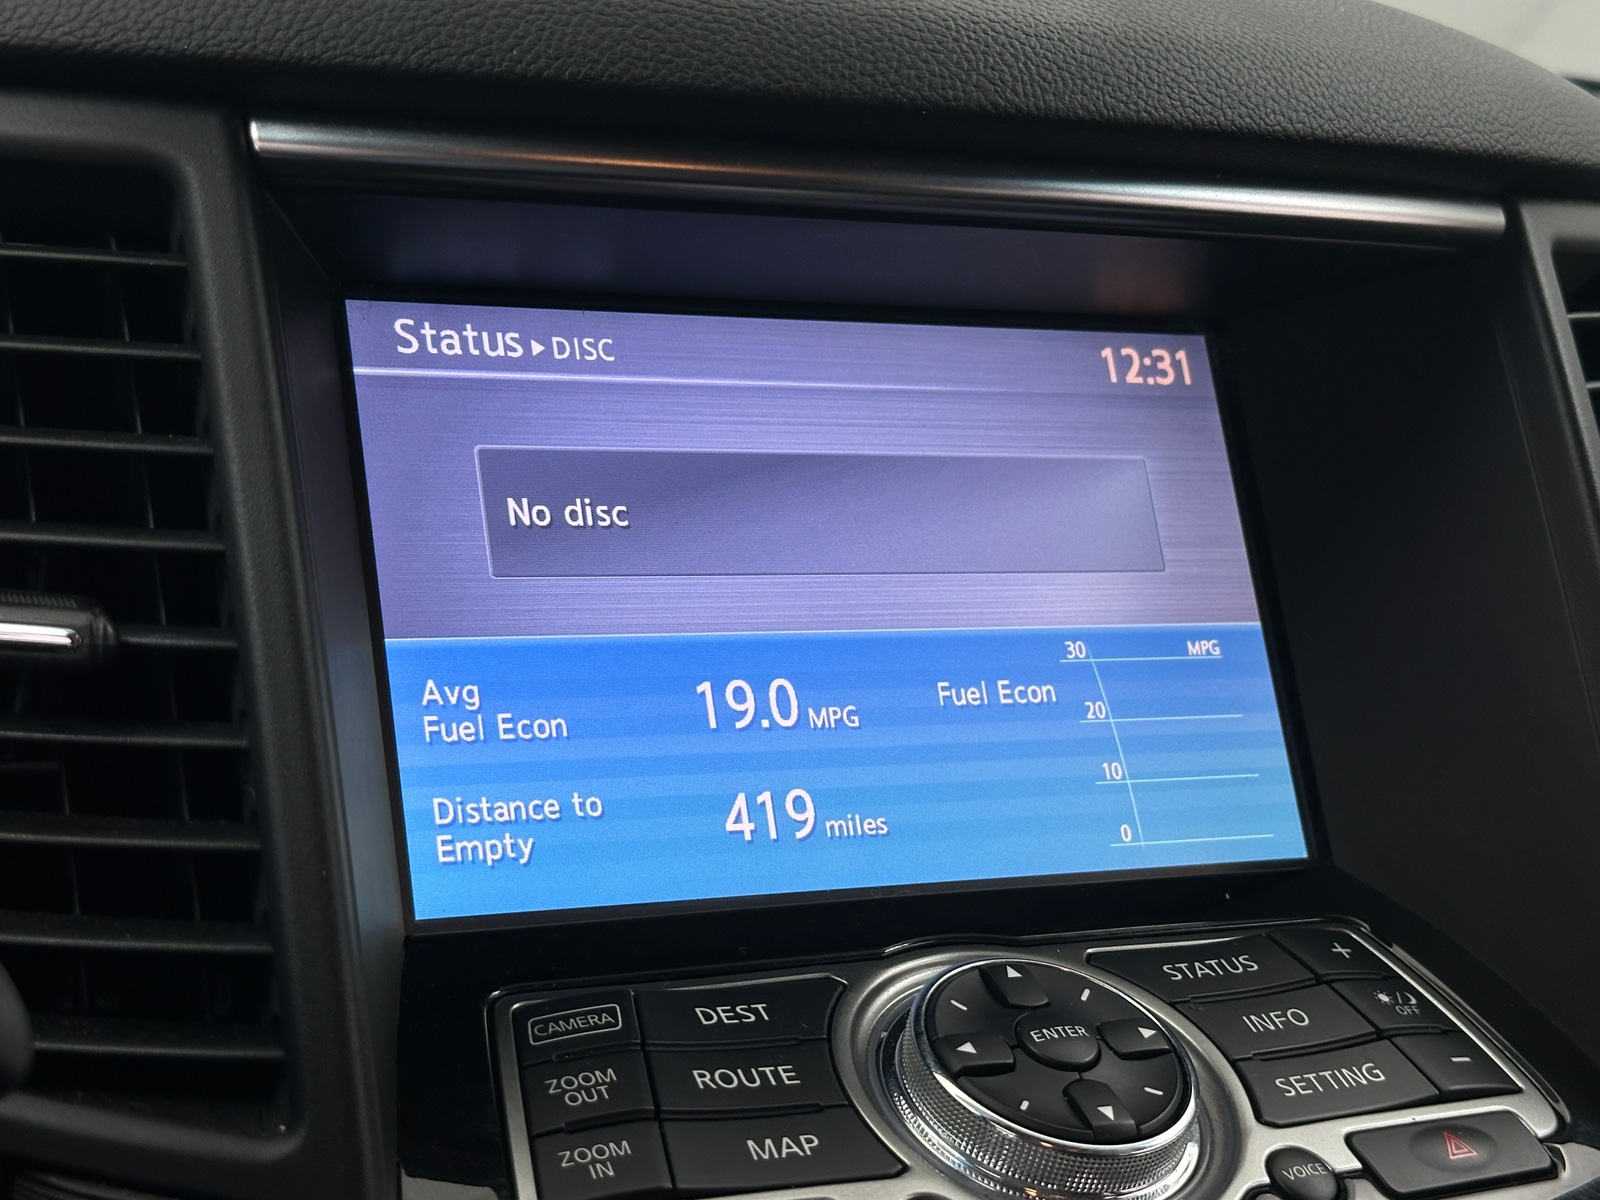 Status▸DISC
12:31
No disc
Avg
Fuel Econ
19.0 MPG
Fuel Econ
30
MPG
20
10
0
Distance to
Empty
419 miles
CAMERA
DEST
ZOOM
OUT
ROUTE
ZOOM
IN
MAP
ENTER
STATUS
+
INFO
OFF
SETTING
−
VOICE